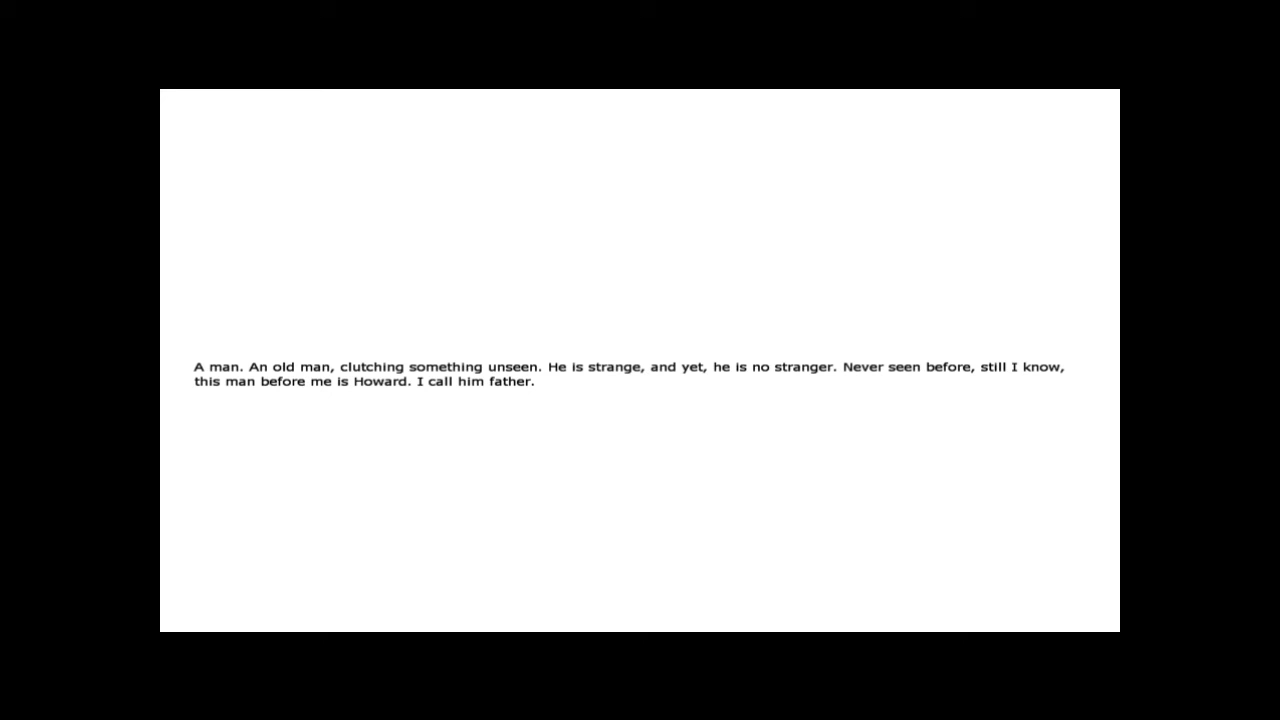 A man. An old man, clutching something unseen. He is strange, and yet, he is no stranger. Never seen before, still I know,
this man before me is Howard. I call him father.